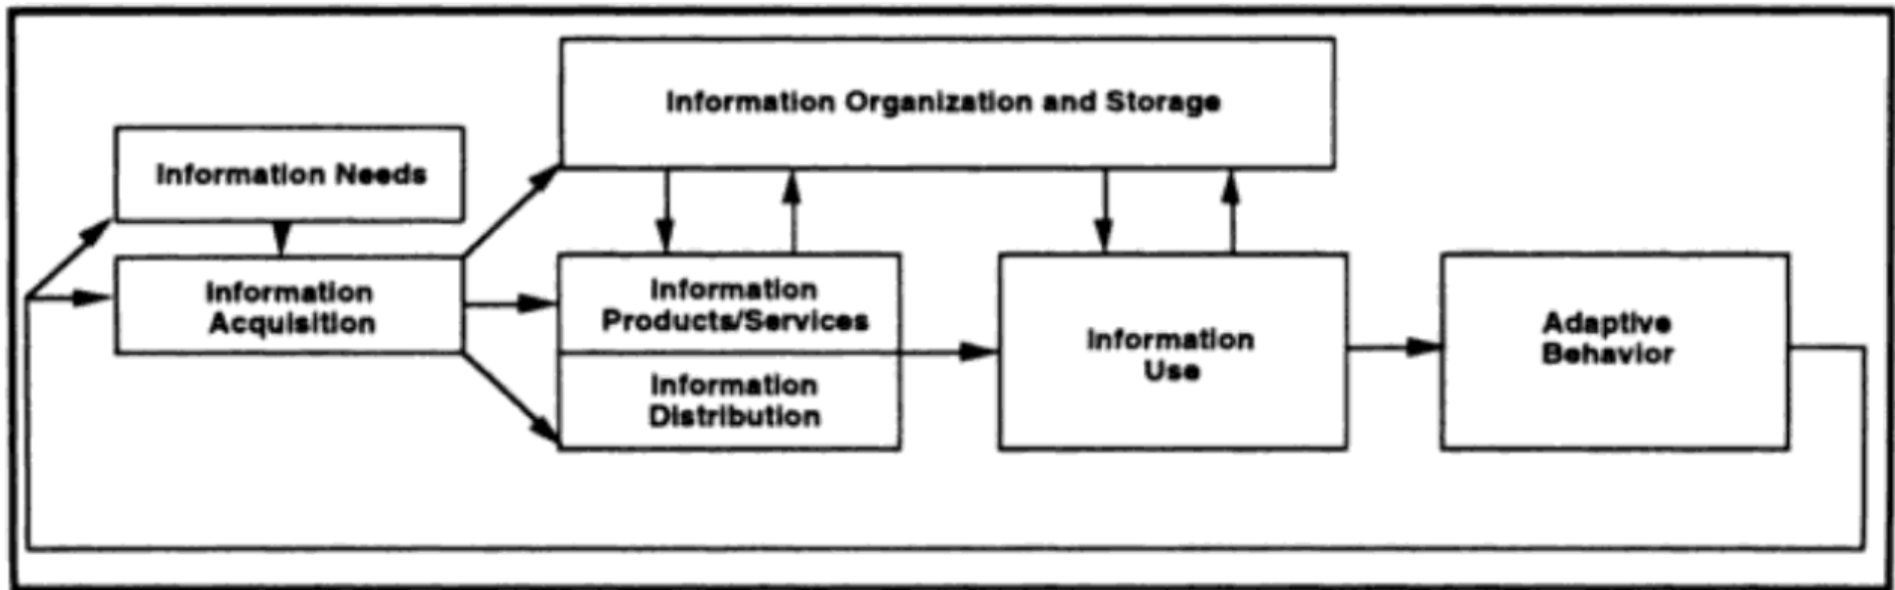 Information Organization and Storage
Information Needs
Information
Acquisition
Information
Products/Services
Information
Distribution
Information
Use
Adaptive
Behavior